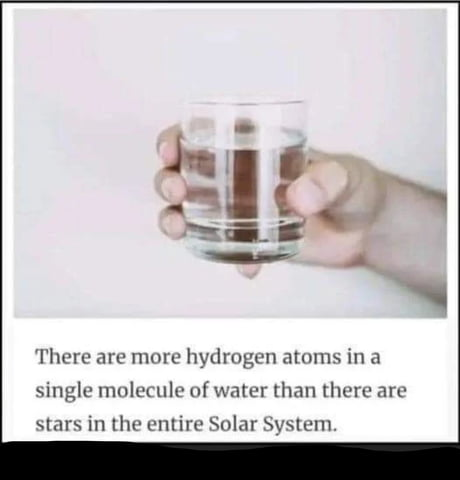 There are more hydrogen atoms in a
single molecule of water than there are
stars in the entire Solar System.